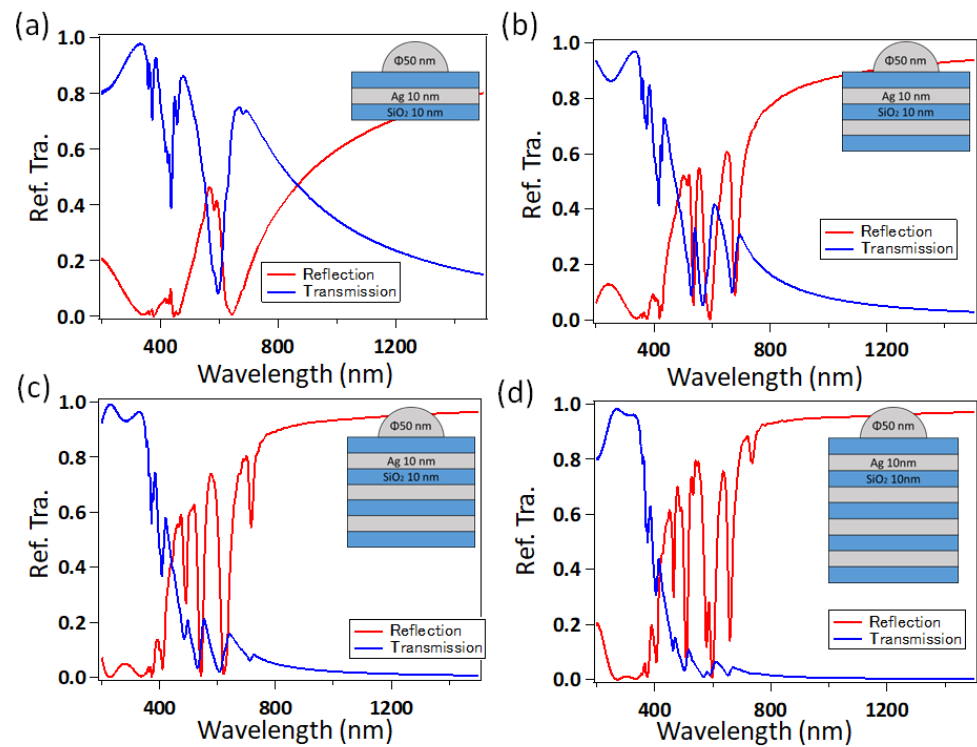 (a)
1.0
0.8
0.6
0.4
0.2
0.0
Ref. Tra.
400
800
1200
Wavelength (nm)
Φ50 nm
Ag 10 nm
SiO₂ 10 nm
Reflection
Transmission
(b)
1.0
0.8
0.6
0.4
0.2
0.0
Ref. Tra.
400
800
1200
Wavelength (nm)
Φ50 nm
Ag 10 nm
SiO₂ 10 nm
Reflection
Transmission
(c)
1.0
0.8
0.6
0.4
0.2
0.0
Ref. Tra.
400
800
1200
Wavelength (nm)
Φ50 nm
Ag 10 nm
SiO₂ 10 nm
Reflection
Transmission
(d)
1.0
0.8
0.6
0.4
0.2
0.0
Ref. Tra.
400
800
1200
Wavelength (nm)
Φ50 nm
Ag 10nm
SiO₂ 10nm
Reflection
Transmission